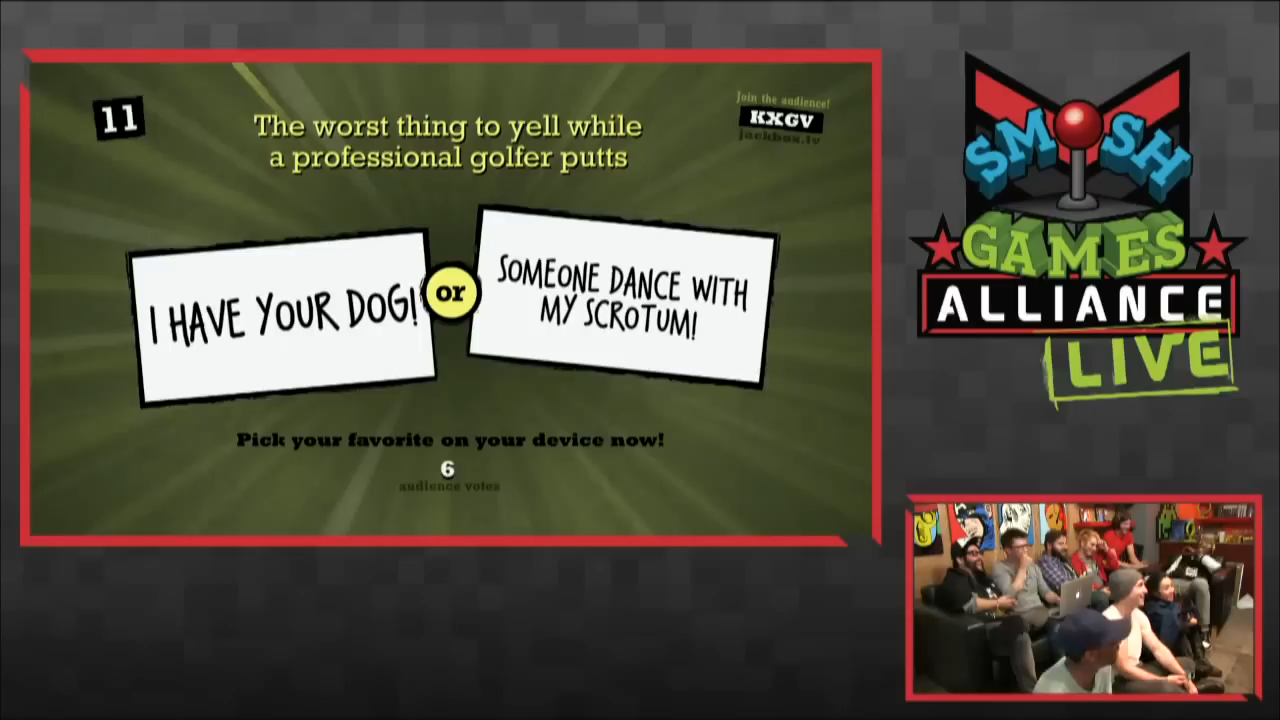 11
The worst thing to yell while
a professional golfer putts
Join the audience!
KXGV
jackbox.tv
I HAVE YOUR DOG!
or
SOMEONE DANCE WITH
MY SCROTUM!
Pick your favorite on your device now!
6
audience votes
SMOSH
GAMES
ALLIANCE
LIVE